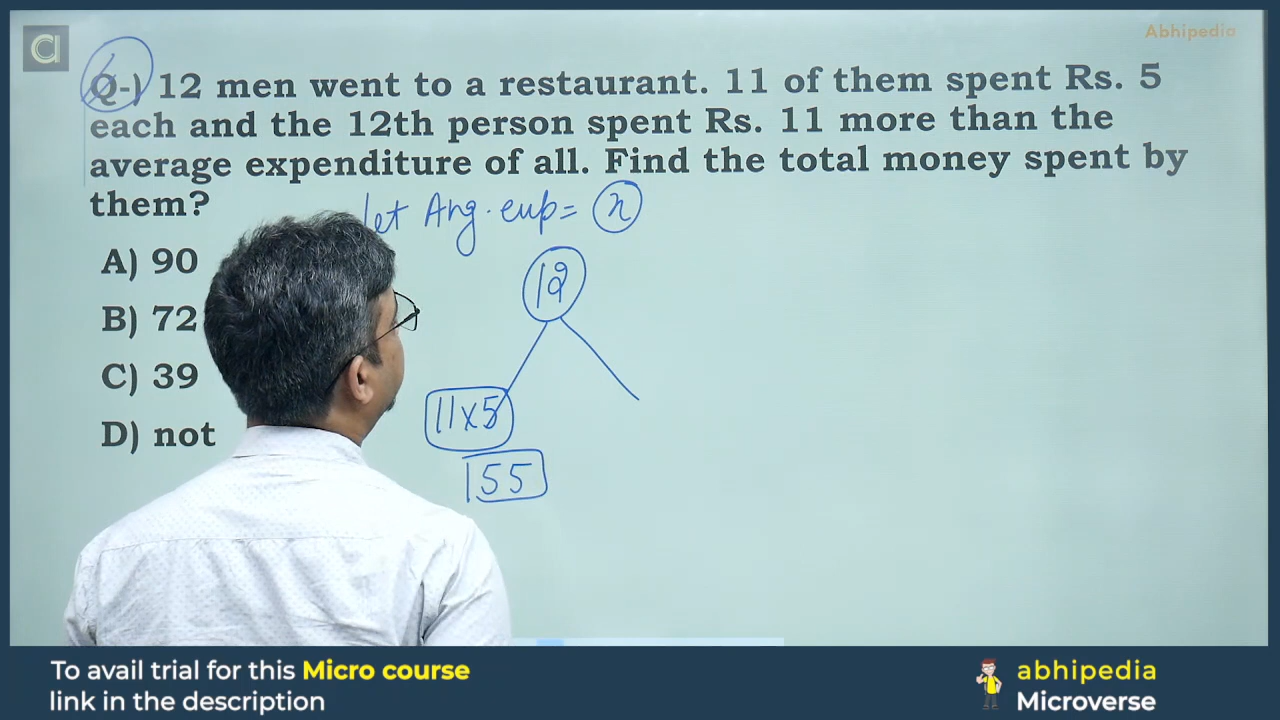 Abhipedia
Q-) 12 men went to a restaurant. 11 of them spent Rs. 5
each and the 12th person spent Rs. 11 more than the
average expenditure of all. Find the total money spent by
them?
let Avg. exp = x
A) 90
12
B) 72
C) 39
11x5
D) not
55
To avail trial for this Micro course
link in the description
abhipedia
Microverse